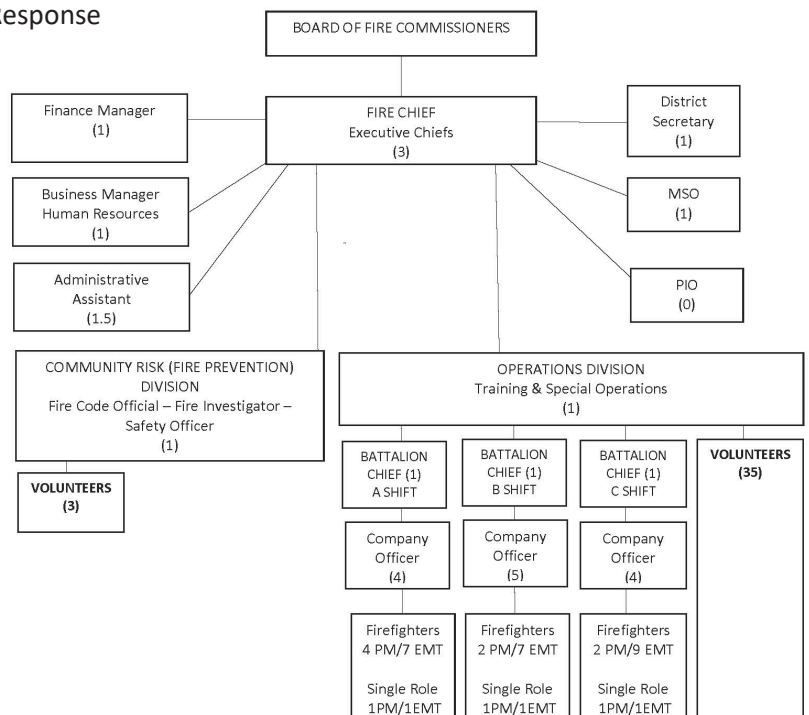 Response
BOARD OF FIRE COMMISSIONERS
Finance Manager
(1)
FIRE CHIEF
Executive Chiefs
(3)
District
Secretary
(1)
Business Manager
Human Resources
(1)
MSO
(1)
Administrative
Assistant
(1.5)
PIO
(0)
COMMUNITY RISK (FIRE PREVENTION)
DIVISION
Fire Code Official – Fire Investigator –
Safety Officer
(1)
OPERATIONS DIVISION
Training & Special Operations
(1)
VOLUNTEERS
(3)
BATTALION
CHIEF (1)
A SHIFT
BATTALION
CHIEF (1)
B SHIFT
BATTALION
CHIEF (1)
C SHIFT
VOLUNTEERS
(35)
Company
Officer
(4)
Company
Officer
(5)
Company
Officer
(4)
Firefighters
4 PM/7 EMT
Single Role
1PM/1EMT
Firefighters
2 PM/7 EMT
Single Role
1PM/1EMT
Firefighters
2 PM/9 EMT
Single Role
1PM/1EMT